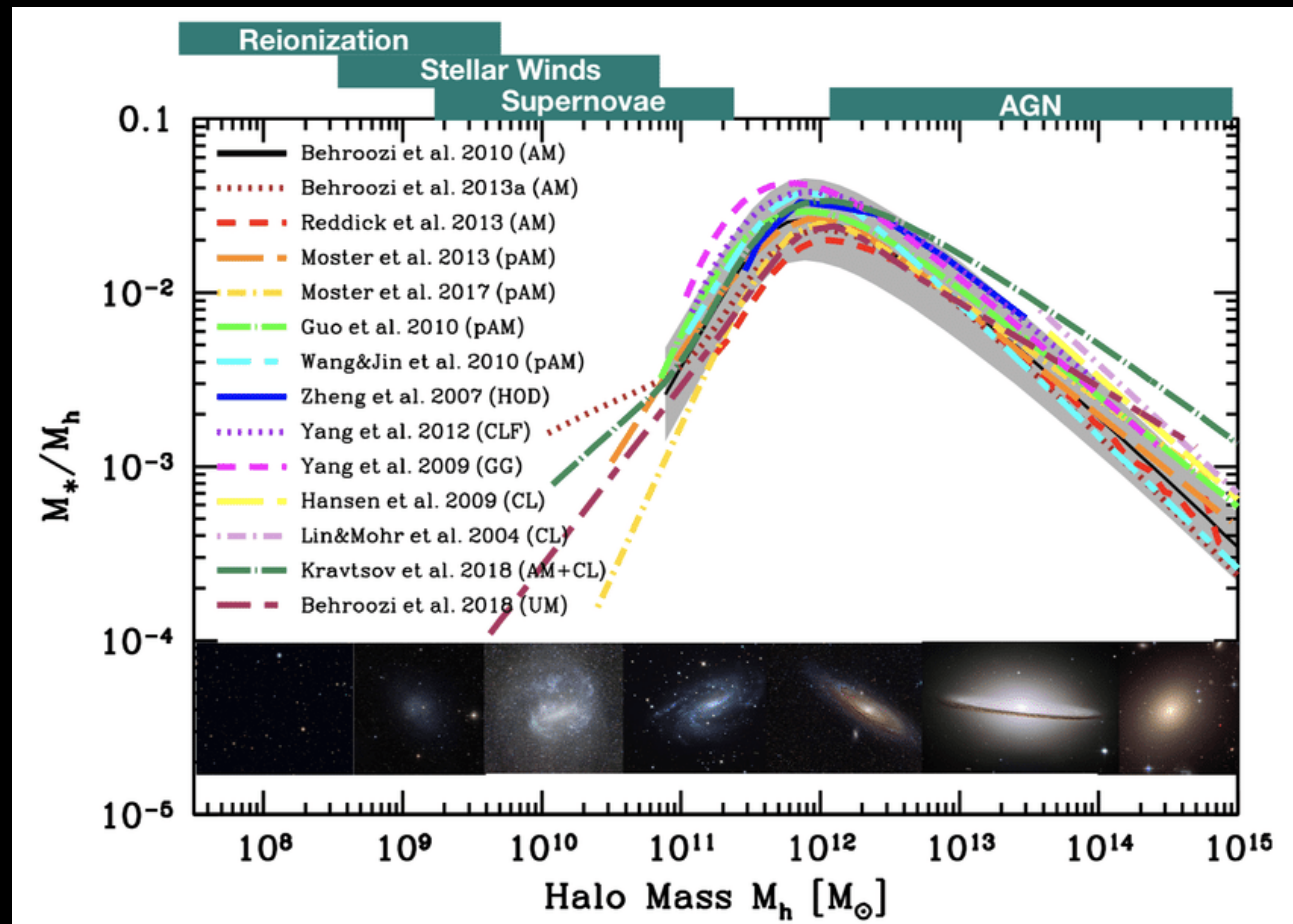 Reionization
Stellar Winds
Supernovae
AGN
0.1
Behroozi et al. 2010 (AM)
Behroozi et al. 2013a (AM)
Reddick et al. 2013 (AM)
Moster et al. 2013 (pAM)
Moster et al. 2017 (pAM)
Guo et al. 2010 (pAM)
Wang&Jin et al. 2010 (pAM)
Zheng et al. 2007 (HOD)
Yang et al. 2012 (CLF)
Yang et al. 2009 (GG)
Hansen et al. 2009 (CL)
Lin&Mohr et al. 2004 (CL)
Kravtsov et al. 2018 (AM+CL)
Behroozi et al. 2018 (UM)
10⁻²
10⁻³
10⁻⁴
10⁻⁵
M*/Mₕ
10⁸ 10⁹ 10¹⁰ 10¹¹ 10¹² 10¹³ 10¹⁴ 10¹⁵
Halo Mass Mₕ [M☉]